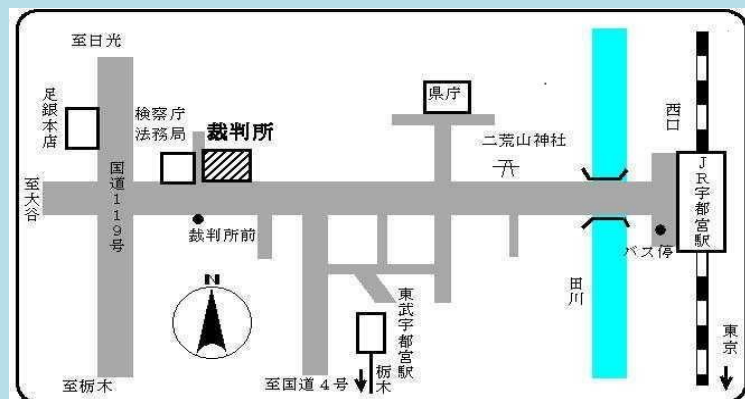 至日光
足銀本店
検察庁
法務局
裁判所
県庁
二荒山神社
西口
JR宇都宮駅
至大谷
国道119号
裁判所前
バス停
田川
N
東武宇都宮駅
栃木
東京
至栃木
至国道4号